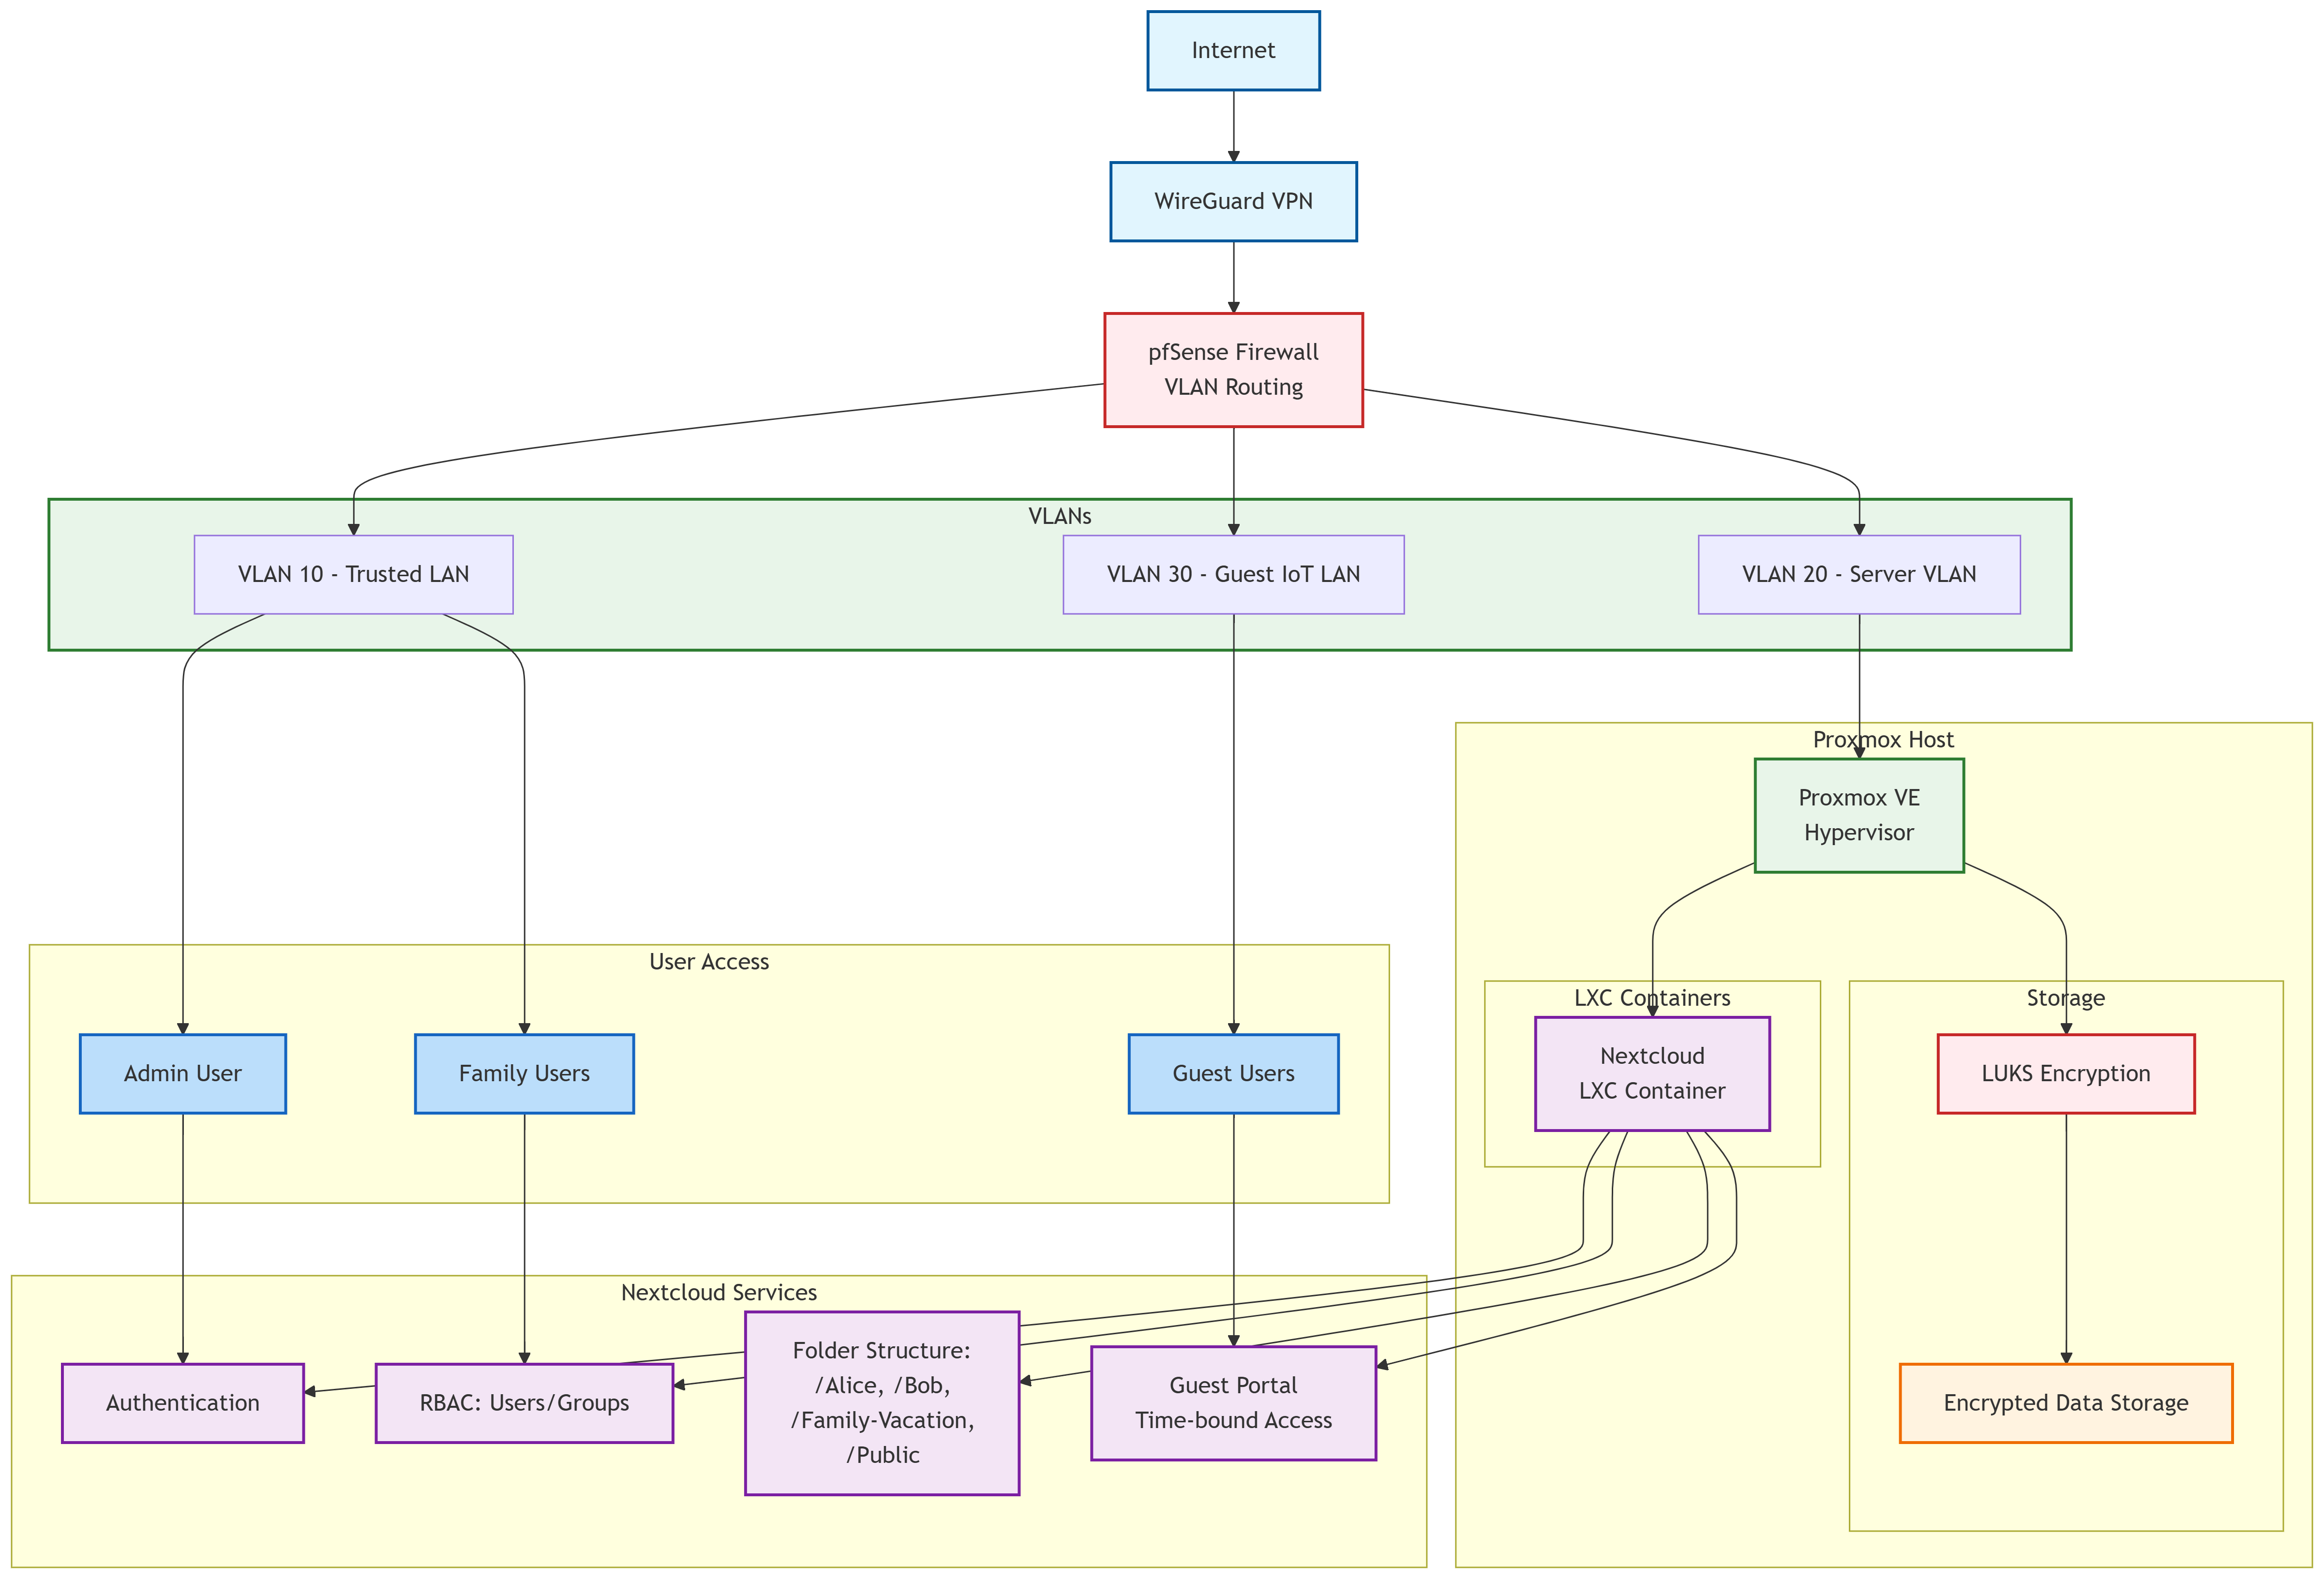 Internet
WireGuard VPN
pfSense Firewall
VLAN Routing
VLANs
VLAN 10 - Trusted LAN
VLAN 30 - Guest IoT LAN
VLAN 20 - Server VLAN
Proxmox Host
Proxmox VE
Hypervisor
User Access
Admin User
Family Users
Guest Users
LXC Containers
Nextcloud
LXC Container
Storage
LUKS Encryption
Encrypted Data Storage
Nextcloud Services
Authentication
RBAC: Users/Groups
Folder Structure:
/Alice, /Bob,
/Family-Vacation,
/Public
Guest Portal
Time-bound Access